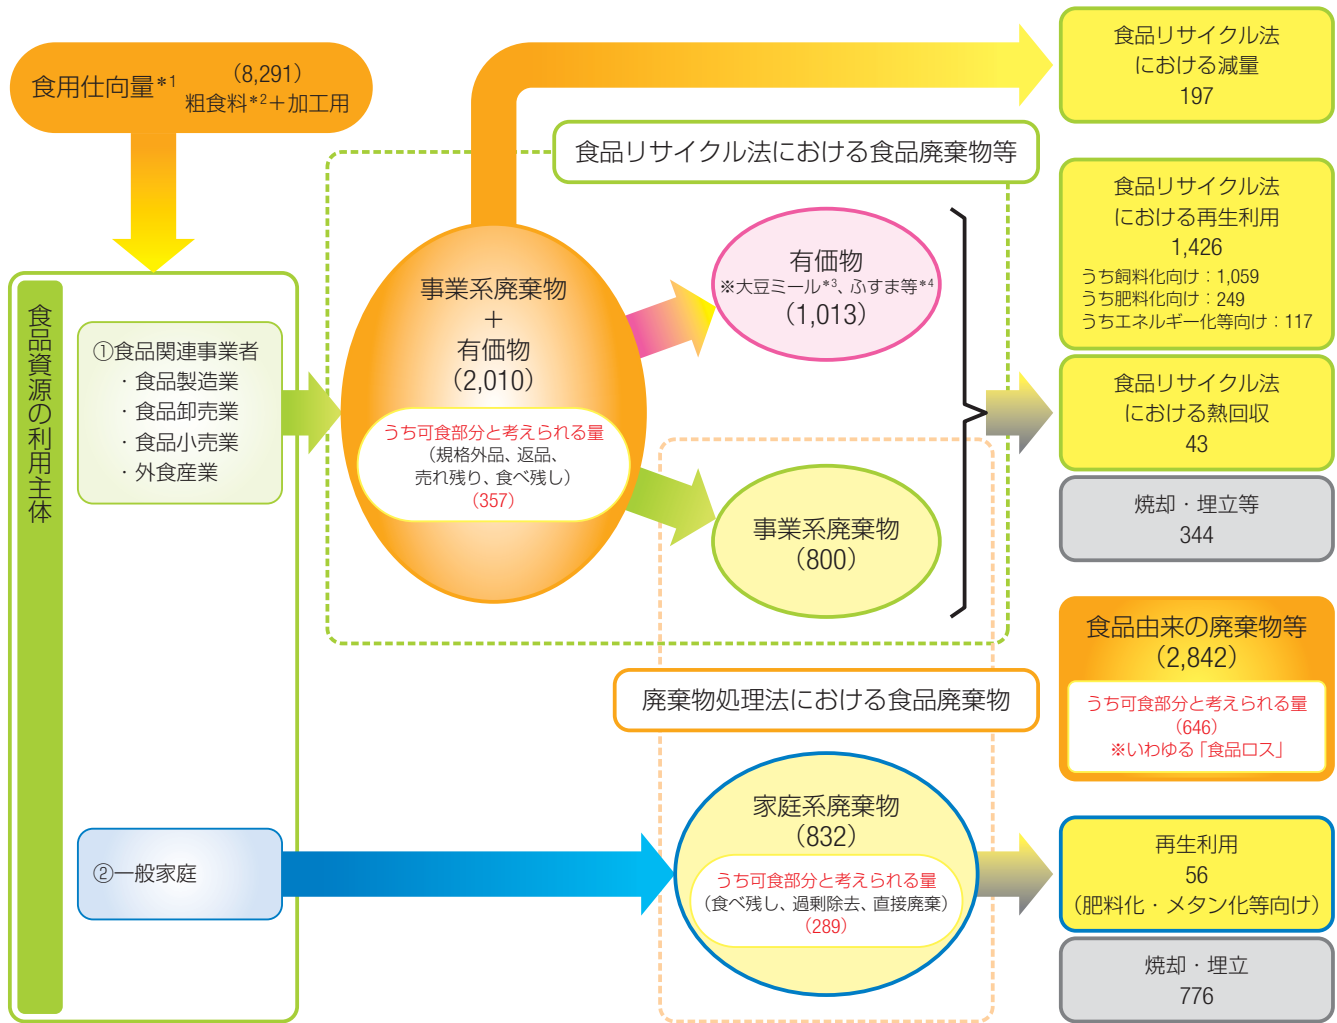 食用仕向量*1
(8,291)
粗食料*2+加工用
食品リサイクル法
における減量
197
食品リサイクル法における食品廃棄物等
食品リサイクル法
における再生利用
1,426
うち飼料化向け:1,059
うち肥料化向け:249
うちエネルギー化等向け:117
食品資源の利用主体
①食品関連事業者
・食品製造業
・食品卸売業
・食品小売業
・外食産業
事業系廃棄物
+
有価物
(2,010)
うち可食部分と考えられる量
(規格外品、返品、
売れ残り、食べ残し)
(357)
有価物
※大豆ミール*3、ふすま等*4
(1,013)
事業系廃棄物
(800)
食品リサイクル法
における熱回収
43
焼却・埋立等
344
食品由来の廃棄物等
(2,842)
うち可食部分と考えられる量
(646)
※いわゆる「食品ロス」
廃棄物処理法における食品廃棄物
②一般家庭
家庭系廃棄物
(832)
うち可食部分と考えられる量
(食べ残し、過剰除去、直接廃棄)
(289)
再生利用
56
(肥料化・メタン化等向け)
焼却・埋立
776